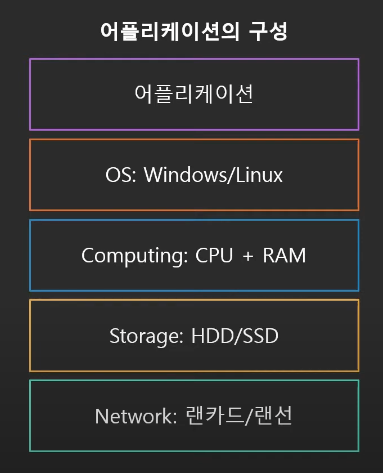 어플리케이션의 구성
어플리케이션
OS: Windows/Linux
Computing: CPU + RAM
Storage: HDD/SSD
Network: 랜카드/랜선